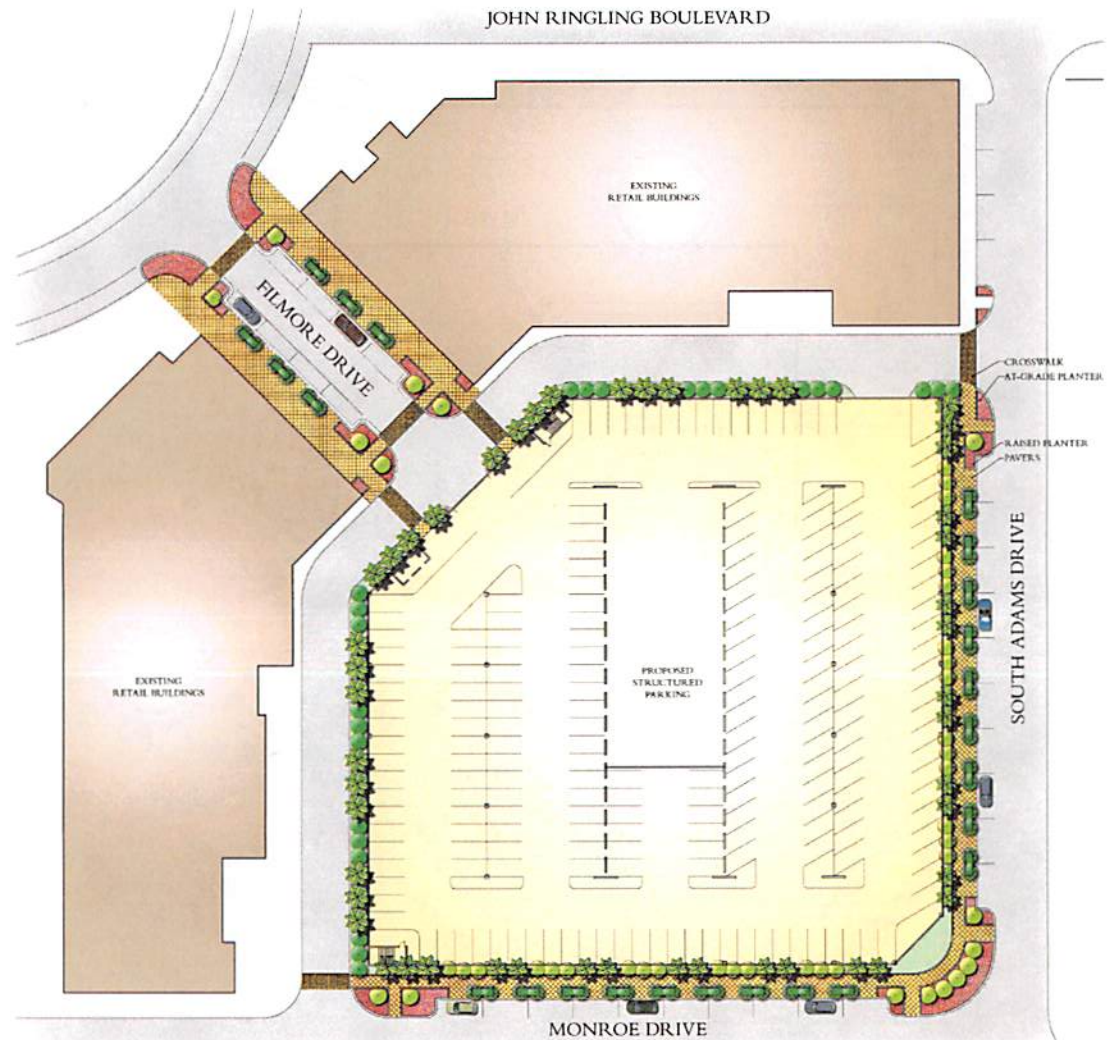 JOHN RINGLING BOULEVARD
EXISTING
RETAIL BUILDINGS
FILMORE DRIVE
CROSSWALK
AT-GRADE PLANTER
RAISED PLANTER
PAVERS
SOUTH ADAMS DRIVE
EXISTING
RETAIL BUILDINGS
PROPOSED
STRUCTURED
PARKING
MONROE DRIVE